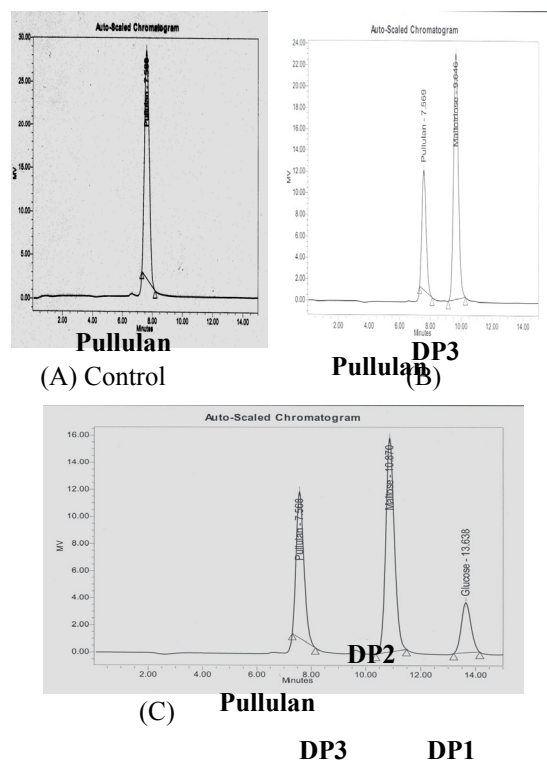 Auto-Scaled Chromatogram
30.00
25.00
20.00
15.00
10.00
5.00
0.00
MV
Pullulan
2.00 4.00 6.00 8.00 10.00 12.00 14.00
Minutes
Pullulan
(A) Control
Auto-Scaled Chromatogram
24.00
22.00
20.00
18.00
16.00
14.00
12.00
10.00
8.00
6.00
4.00
2.00
0.00
MV
Pullulan - 7.569
Maltotriose - 9.646
2.00 4.00 6.00 8.00 10.00 12.00 14.00
Minutes
Pullulan DP3
(B)
Auto-Scaled Chromatogram
16.00
14.00
12.00
10.00
8.00
6.00
4.00
2.00
0.00
MV
Pullulan - 7.568
Maltose - 10.870
Glucose - 13.638
2.00 4.00 6.00 8.00 10.00 12.00 14.00
Minutes
DP2
Pullulan
(C)
DP3 DP1